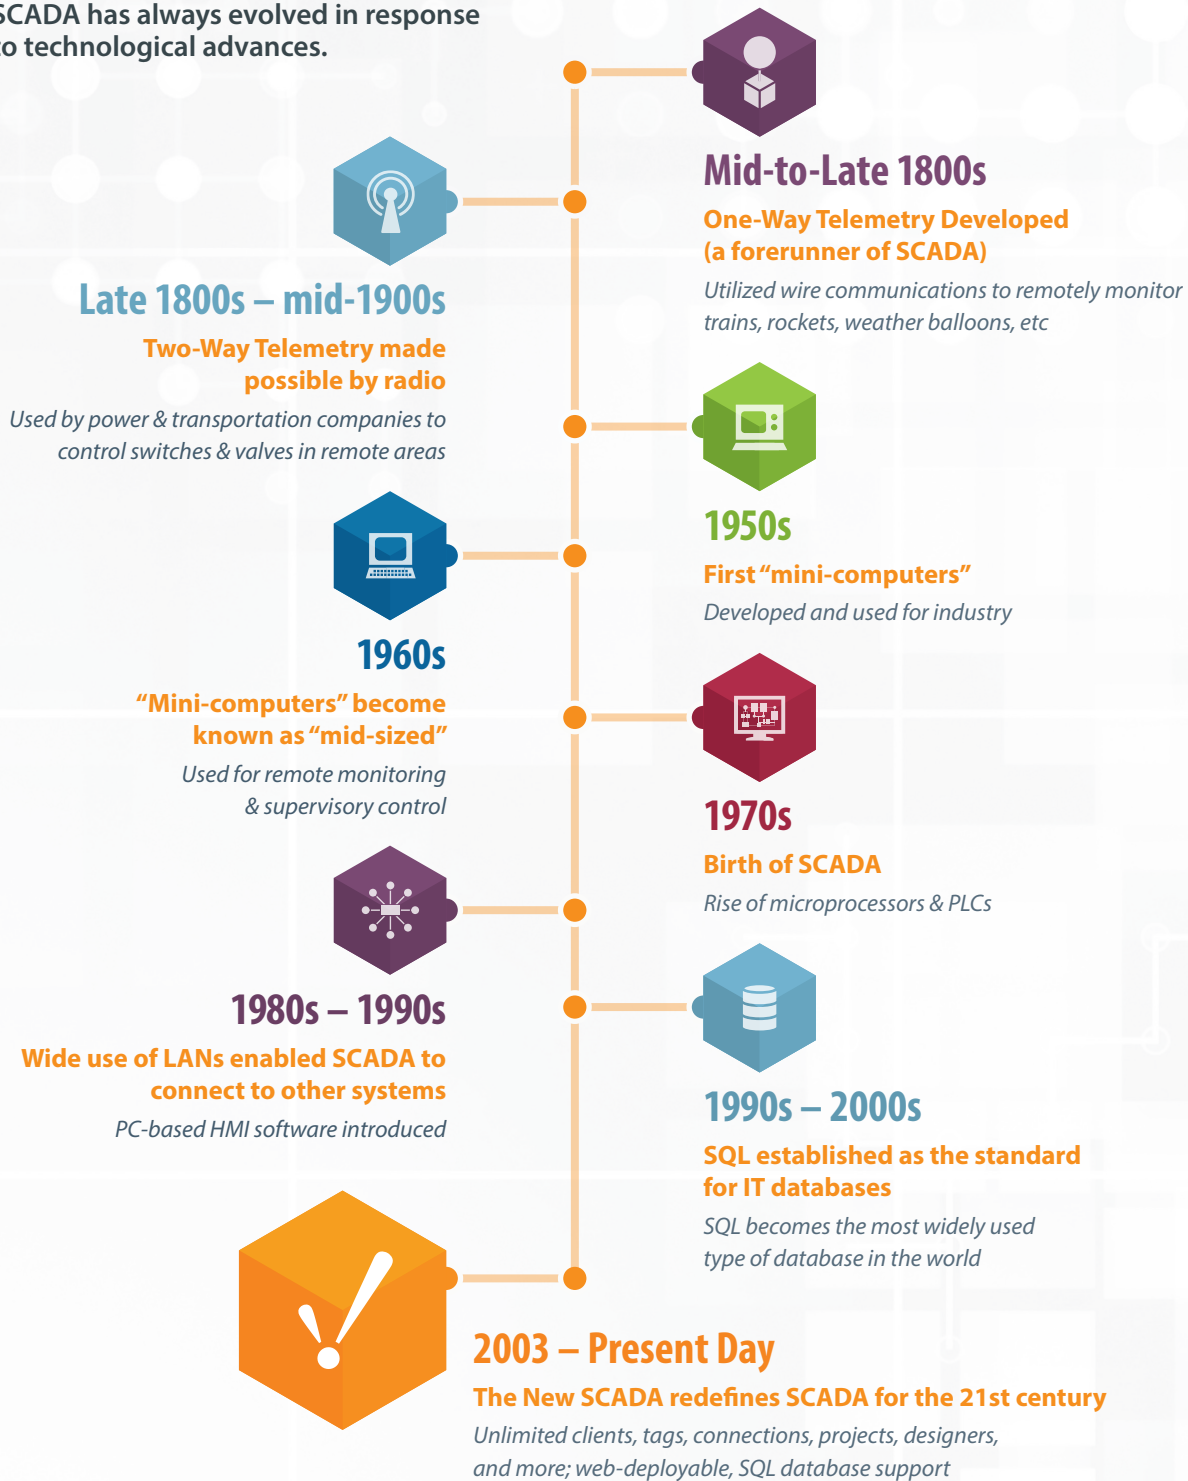 SCADA has always evolved in response
to technological advances.
Mid-to-Late 1800s
One-Way Telemetry Developed
(a forerunner of SCADA)
Utilized wire communications to remotely monitor
trains, rockets, weather balloons, etc
Late 1800s – mid-1900s
Two-Way Telemetry made
possible by radio
Used by power & transportation companies to
control switches & valves in remote areas
1950s
First “mini-computers”
Developed and used for industry
1960s
“Mini-computers” become
known as “mid-sized”
Used for remote monitoring
& supervisory control
1970s
Birth of SCADA
Rise of microprocessors & PLCs
1980s – 1990s
Wide use of LANs enabled SCADA to
connect to other systems
PC-based HMI software introduced
1990s – 2000s
SQL established as the standard
for IT databases
SQL becomes the most widely used
type of database in the world
2003 – Present Day
The New SCADA redefines SCADA for the 21st century
Unlimited clients, tags, connections, projects, designers,
and more; web-deployable, SQL database support